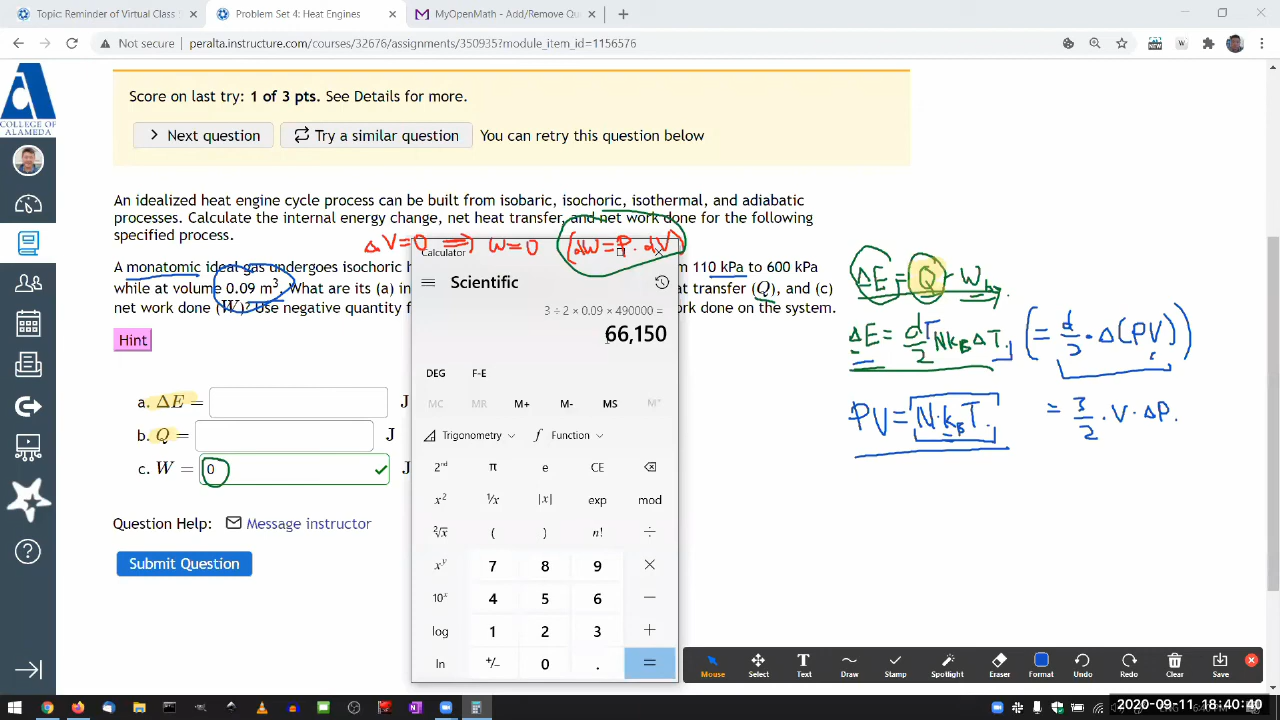 Topic: Reminder of Virtual Class
Problem Set 4: Heat Engines
MyOpenMath - Add/Remove Qu
Not secure
peralta.instructure.com/courses/32676/assignments/350935?module_item_id=1156576
COLLEGE OF
ALAMEDA
Score on last try: 1 of 3 pts. See Details for more.
Next question
Try a similar question
You can retry this question below
An idealized heat engine cycle process can be built from isobaric, isochoric, isothermal, and adiabatic
processes. Calculate the internal energy change, net heat transfer, and net work done for the following
specified process.
ΔV=0 ⟹ W=0 (dW=P·dV)
A monatomic ideal gas undergoes isochoric h
m 110 kPa to 600 kPa
while at volume 0.09 m³. What are its (a) in
at transfer (Q), and (c)
net work done (W)? Use negative quantity f
rk done on the system.
Hint
a. ΔE =
J
b. Q =
J
c. W = 0
J
Question Help: Message instructor
Submit Question
Calculator
Scientific
3 ÷ 2 × 0.09 × 490000 =
66,150
DEG F-E
MC MR M+ M- MS M˅
Trigonometry Function
2ⁿᵈ π e CE
x² ¹/x |x| exp mod
²√x ( ) n! ÷
xʸ 7 8 9 ×
10ˣ 4 5 6 −
log 1 2 3 +
ln +/− 0 . =
ΔE = Q - W
ΔE = d/2 Nk_BΔT. (= d/2 · Δ(PV))
PV = N·k_BT.
= 3/2 · V · ΔP.
Mouse Select Text Draw Stamp Spotlight Eraser Format Undo Redo Clear Save
2020-09-11 18:40:40